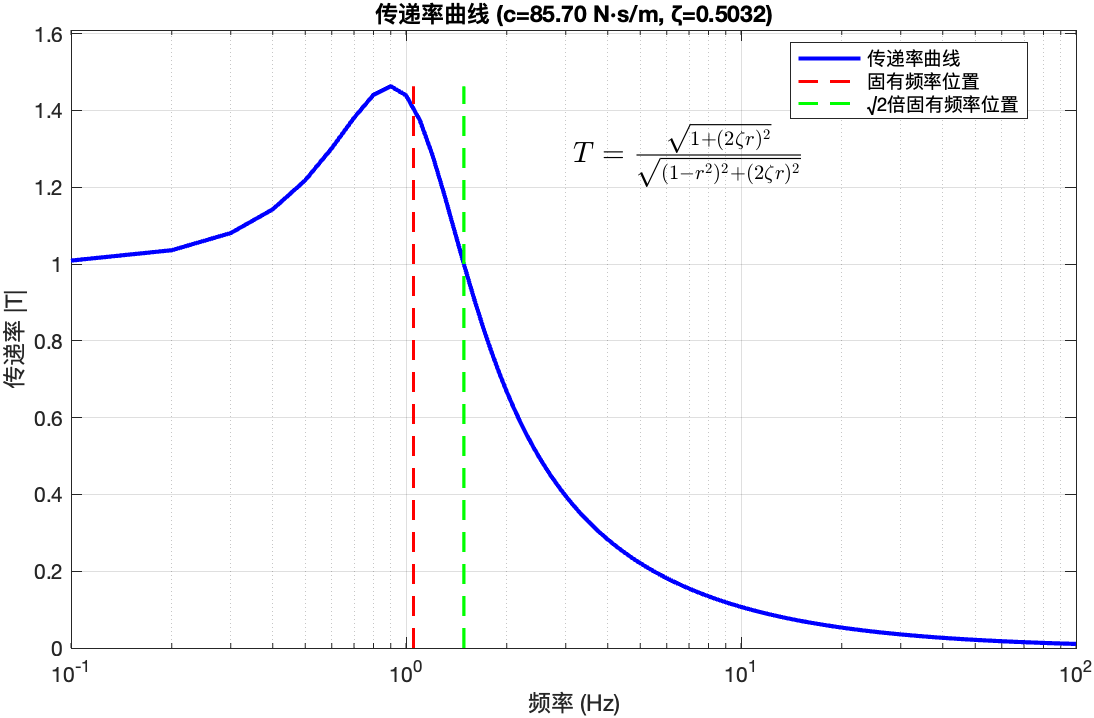 传递率曲线 (c=85.70 N·s/m, ζ=0.5032)
传递率曲线
固有频率位置
√2倍固有频率位置
T = √(1+(2ζr)²) / √((1−r²)²+(2ζr)²)
传递率 |T|
1.6
1.4
1.2
1
0.8
0.6
0.4
0.2
0
10⁻¹
10⁰
10¹
10²
频率 (Hz)